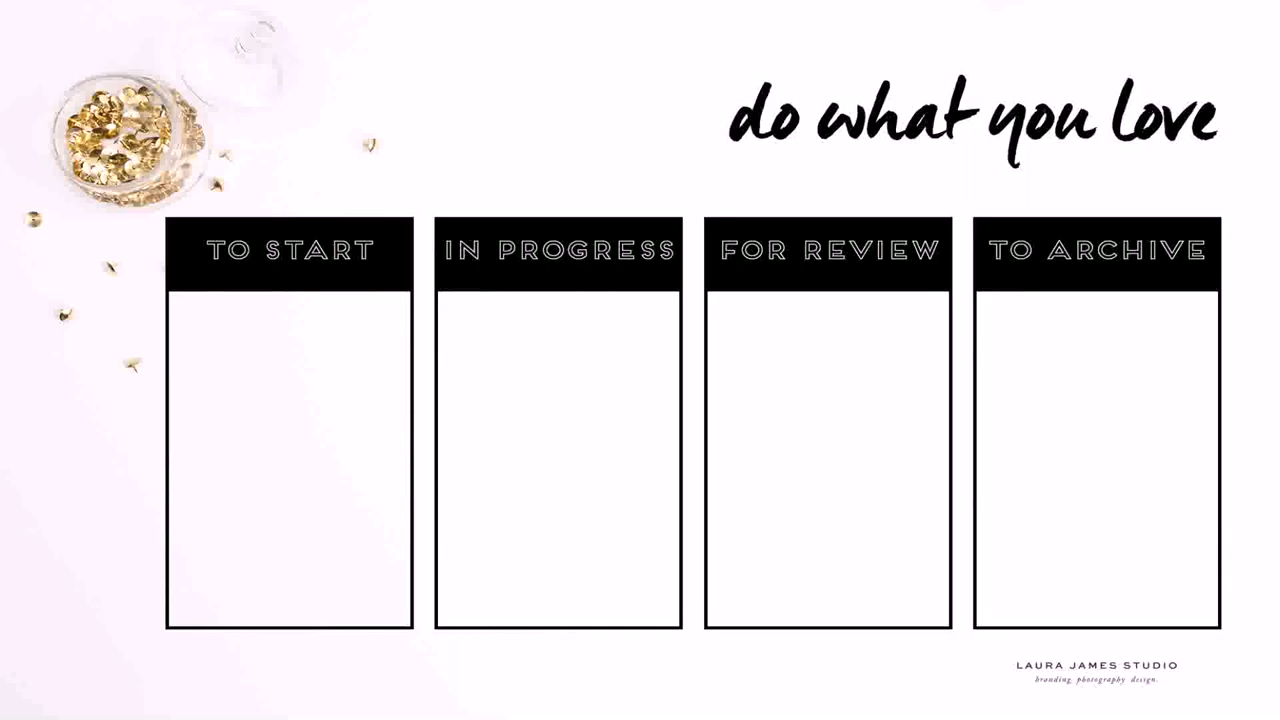 do what you love
TO START
IN PROGRESS
FOR REVIEW
TO ARCHIVE
LAURA JAMES STUDIO
branding. photography. design.